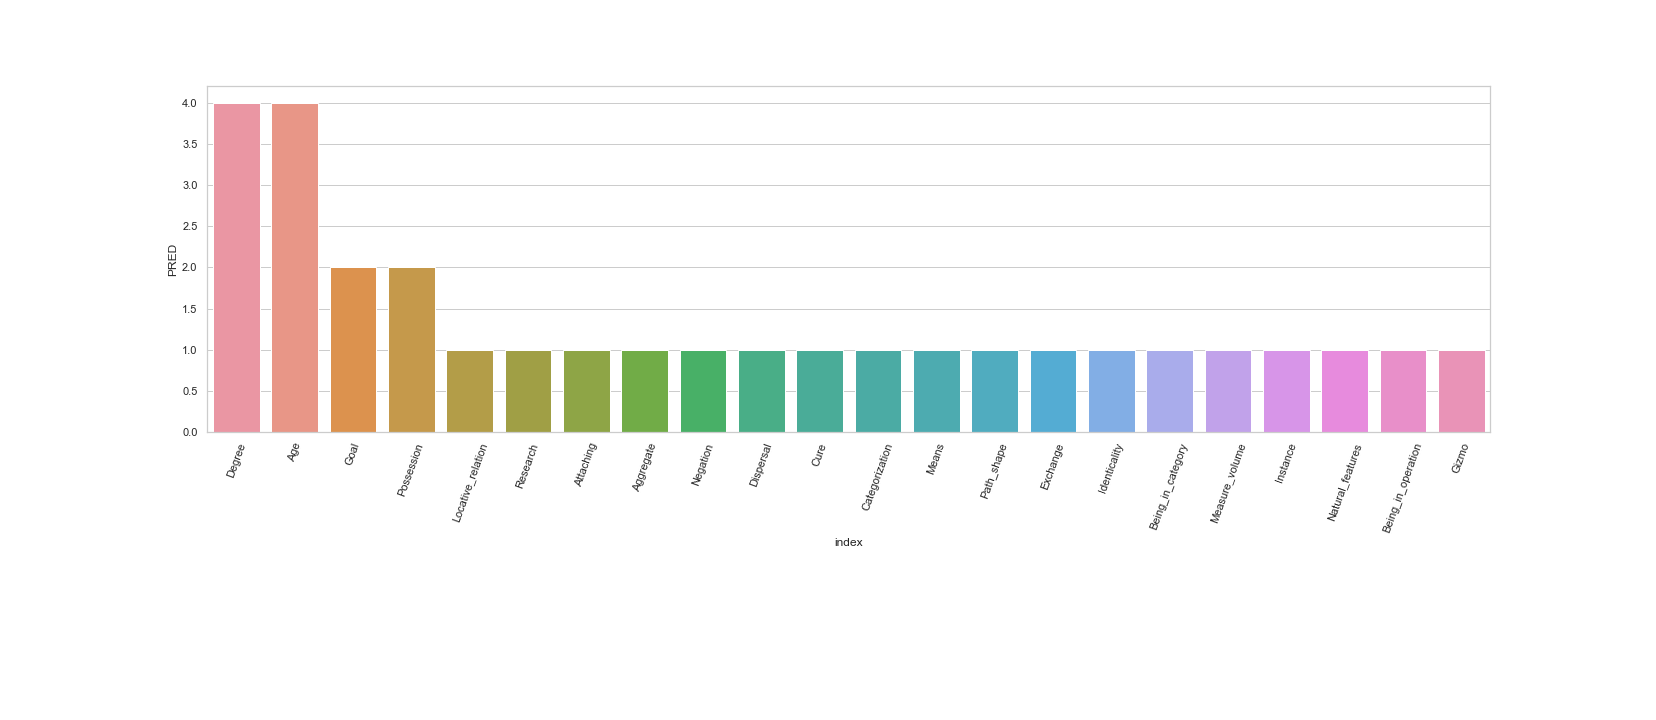 4.0
3.5
3.0
2.5
2.0
1.5
1.0
0.5
0.0
PRED
Degree
Age
Goal
Possession
Locative_relation
Research
Attaching
Aggregate
Negation
Dispersal
Cure
Categorization
Means
Path_shape
Exchange
Identicality
Being_in_category
Measure_volume
Instance
Natural_features
Being_in_operation
Gizmo
index